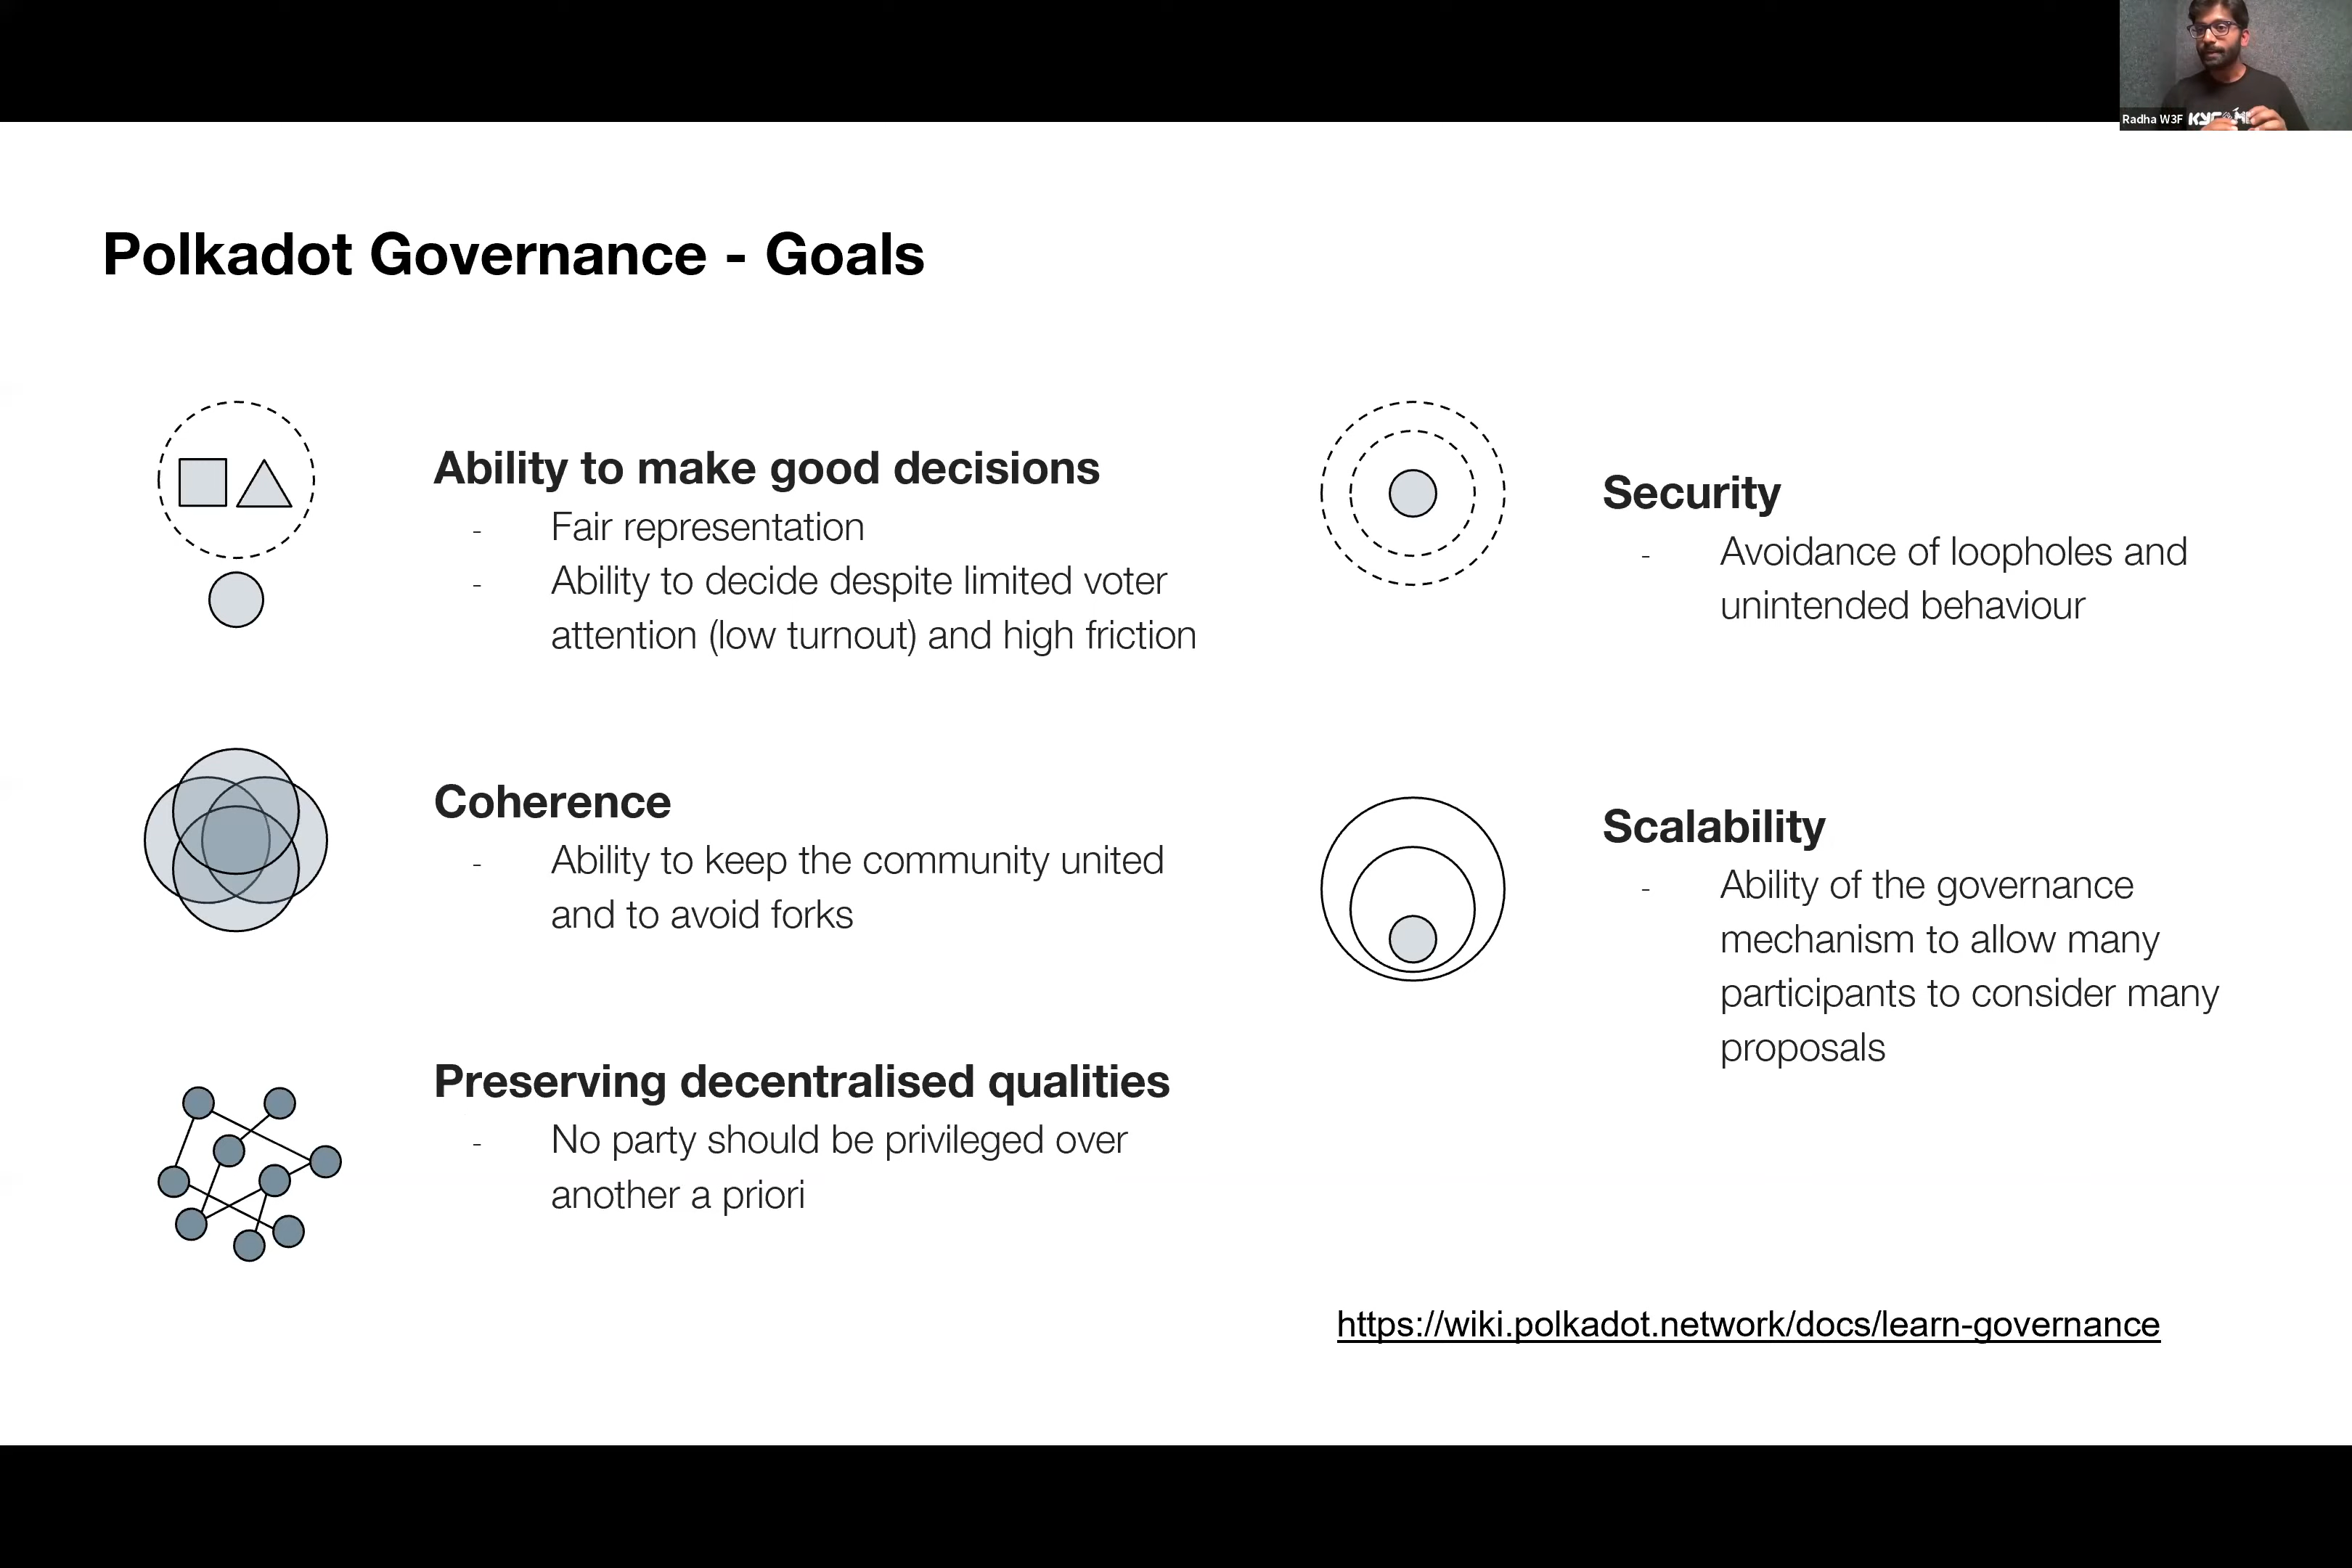 Radha W3F
Polkadot Governance - Goals
Ability to make good decisions
- Fair representation
- Ability to decide despite limited voter
attention (low turnout) and high friction
Coherence
- Ability to keep the community united
and to avoid forks
Preserving decentralised qualities
- No party should be privileged over
another a priori
Security
- Avoidance of loopholes and
unintended behaviour
Scalability
- Ability of the governance
mechanism to allow many
participants to consider many
proposals
https://wiki.polkadot.network/docs/learn-governance